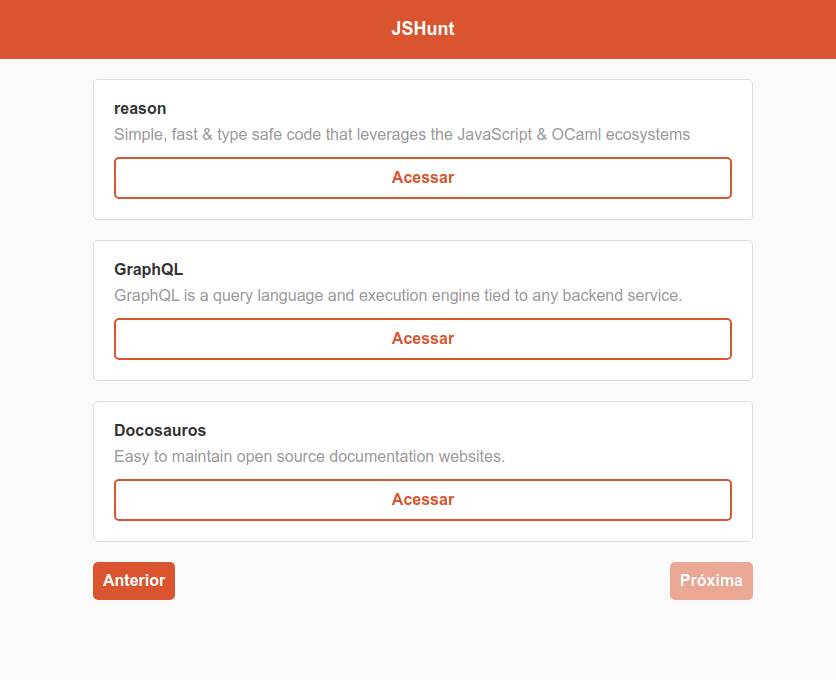 JSHunt
reason
Simple, fast & type safe code that leverages the JavaScript & OCaml ecosystems
Acessar
GraphQL
GraphQL is a query language and execution engine tied to any backend service.
Acessar
Docosauros
Easy to maintain open source documentation websites.
Acessar
Anterior
Próxima